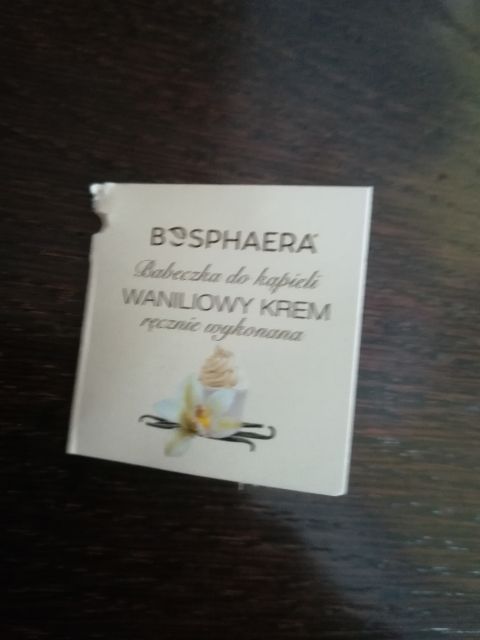 BOSPHAERA
Babeczka do kąpieli
WANILIOWY KREM
ręcznie wykonana